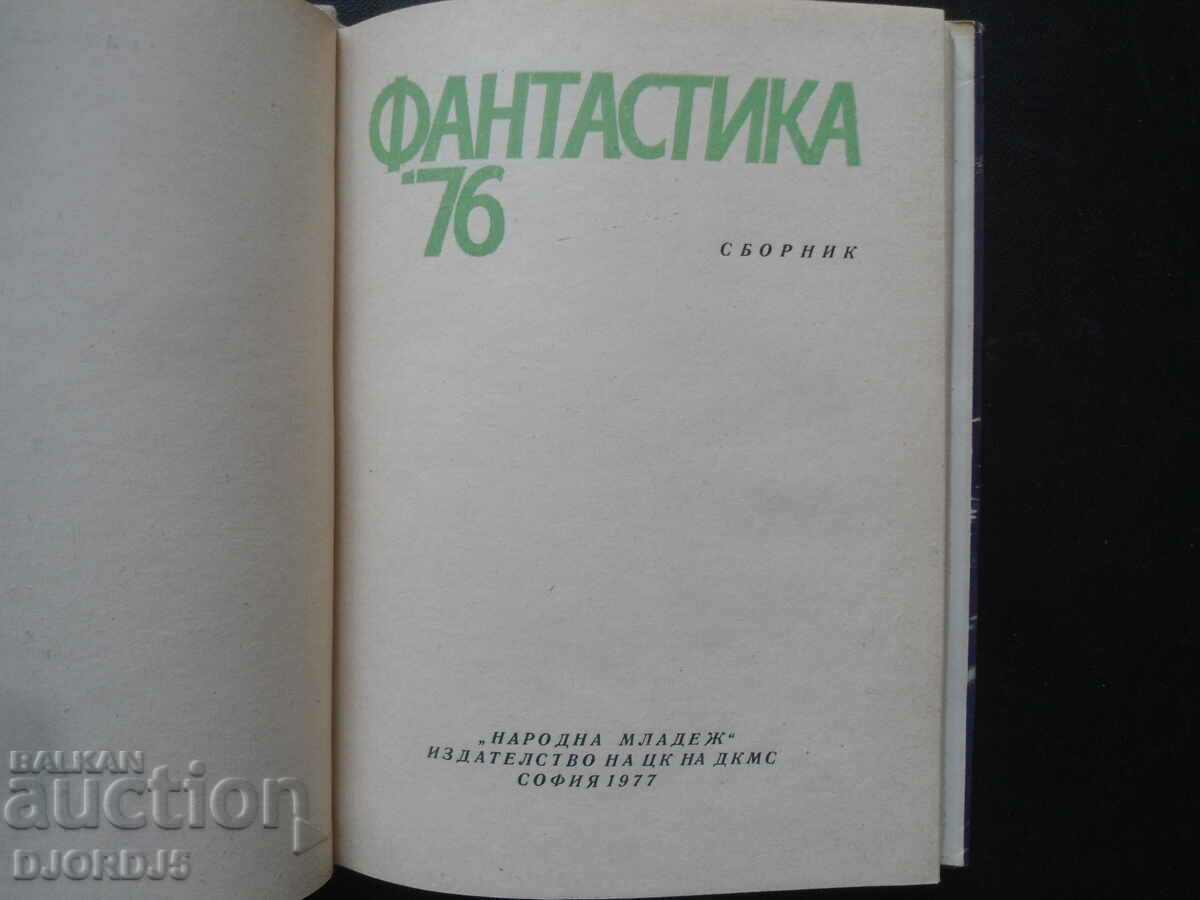 ФАНТАСТИКА
'76
СБОРНИК
„НАРОДНА МЛАДЕЖ“
ИЗДАТЕЛСТВО НА ЦК НА ДКМС
СОФИЯ 1977
BALKAN
auction
DJORDJ5